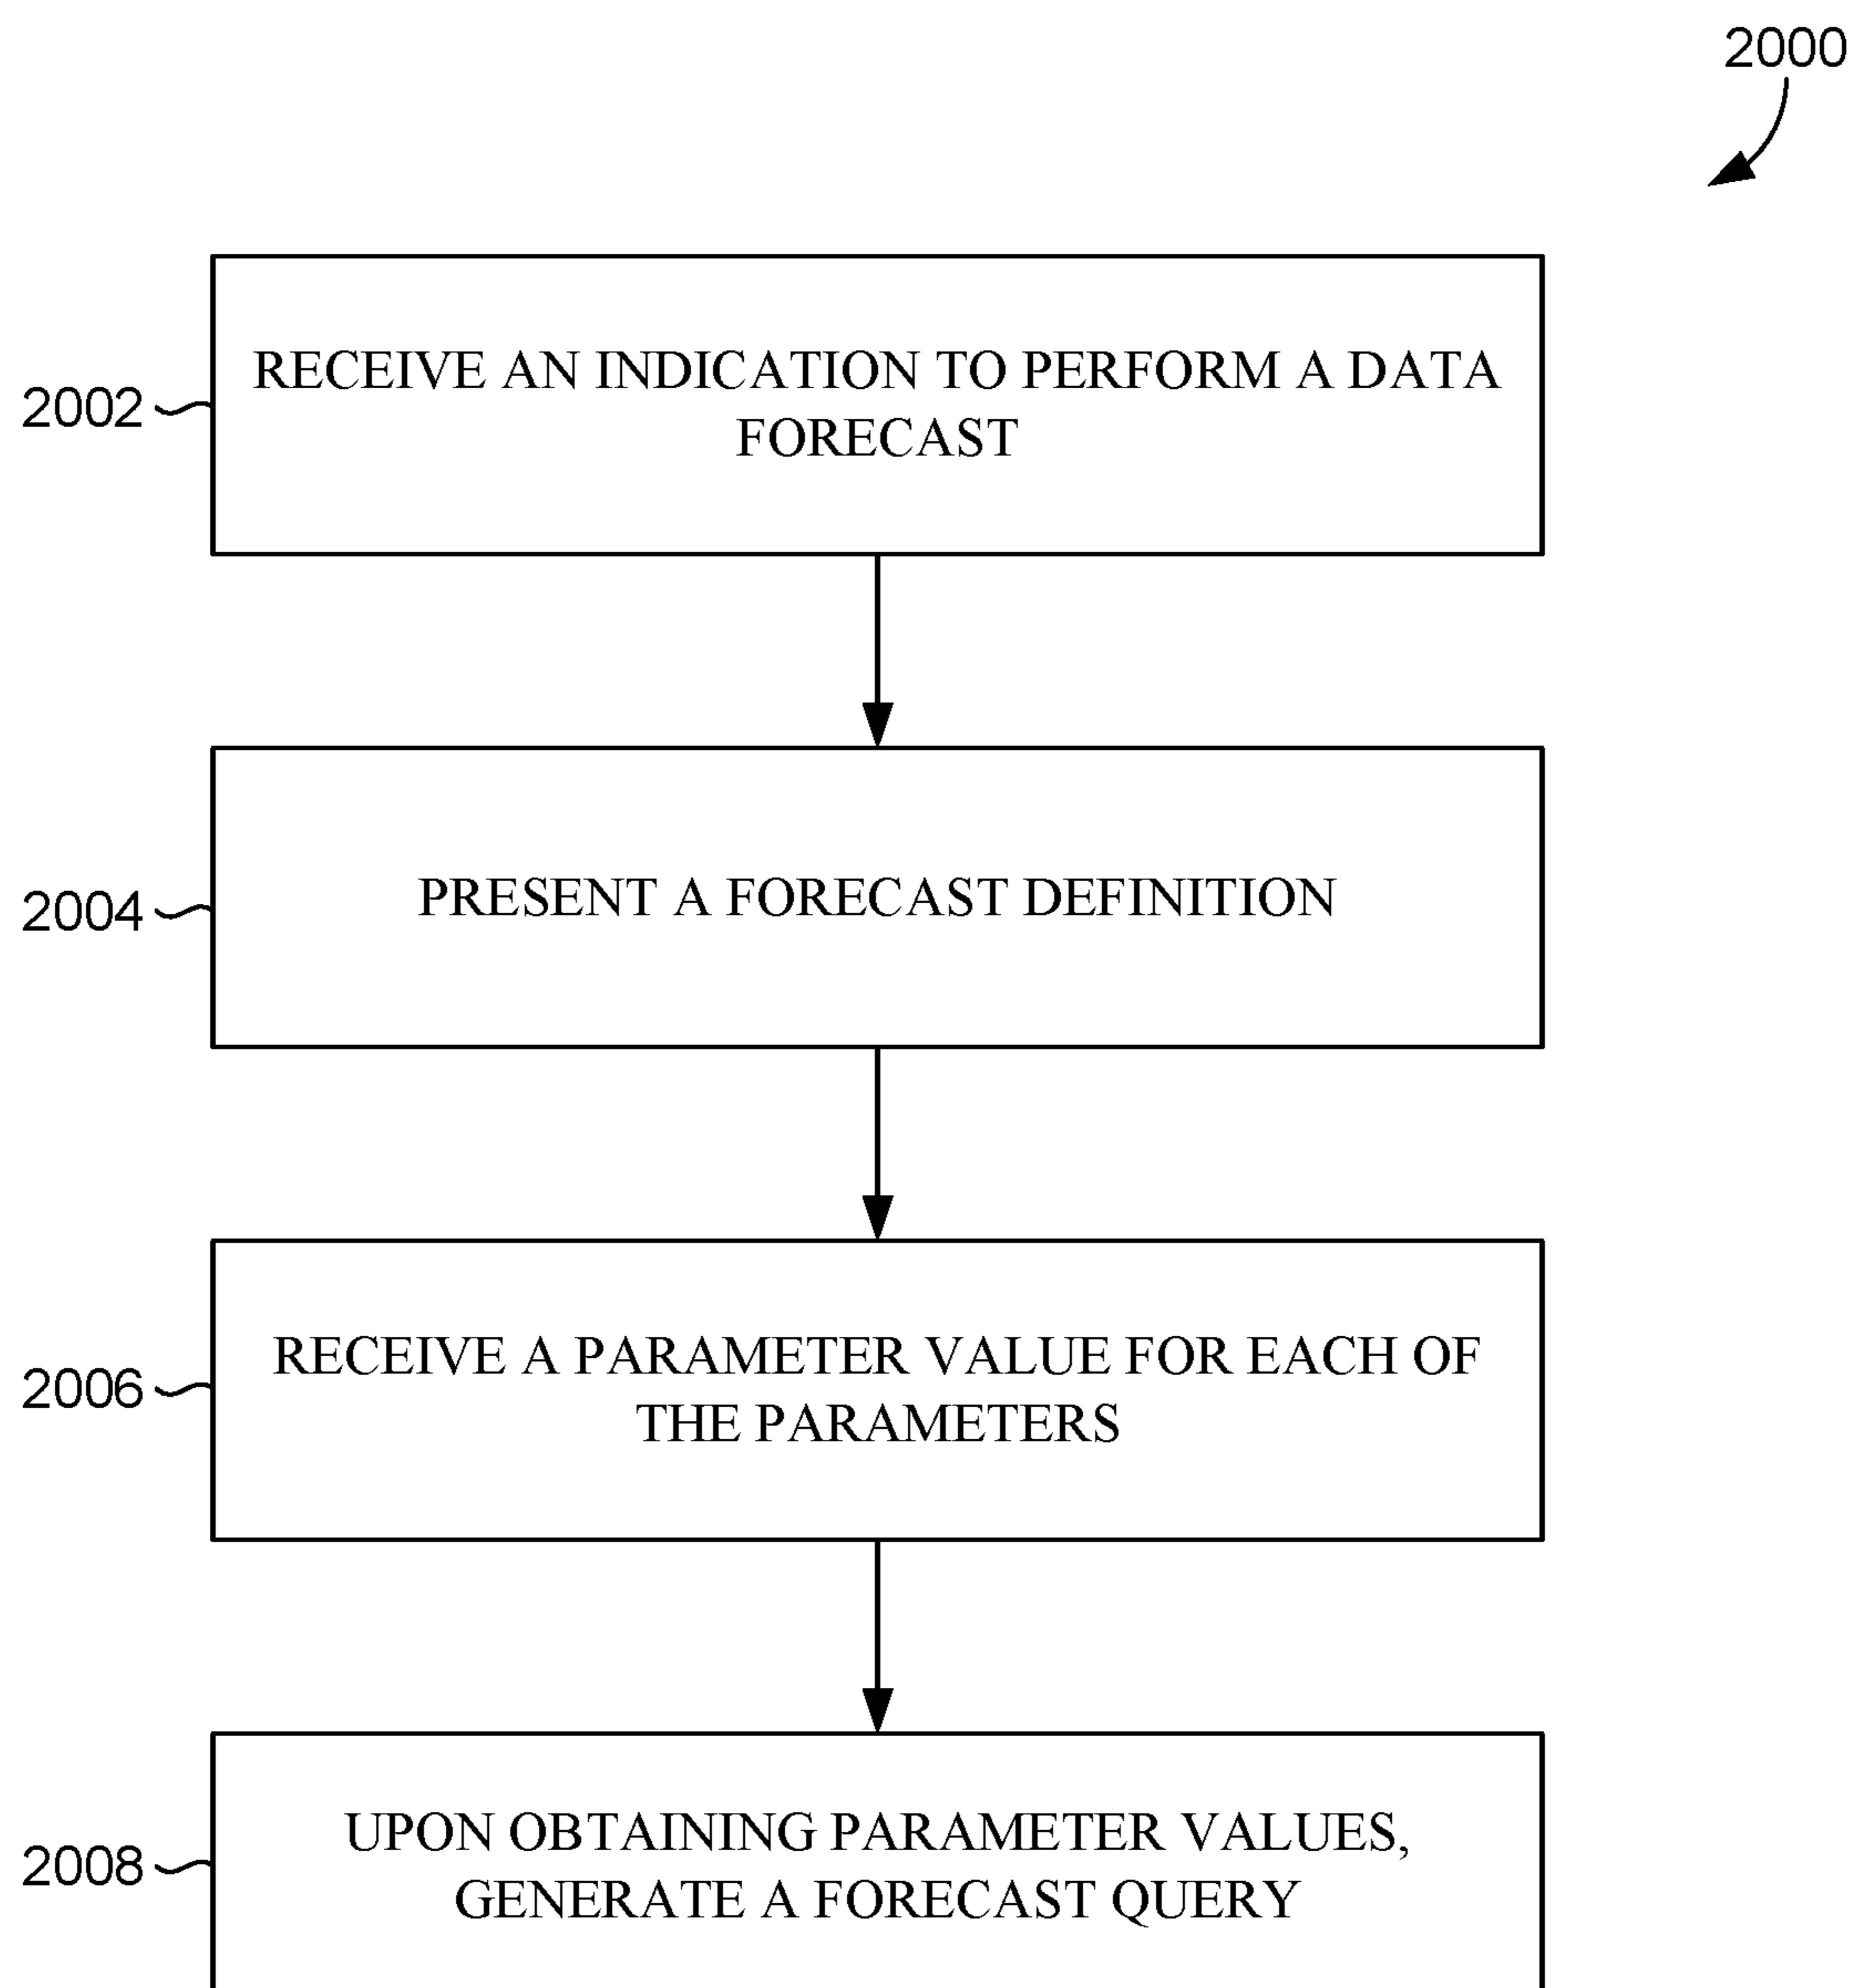 2000
RECEIVE AN INDICATION TO PERFORM A DATA
FORECAST
2002
PRESENT A FORECAST DEFINITION
2004
RECEIVE A PARAMETER VALUE FOR EACH OF
THE PARAMETERS
2006
UPON OBTAINING PARAMETER VALUES,
GENERATE A FORECAST QUERY
2008